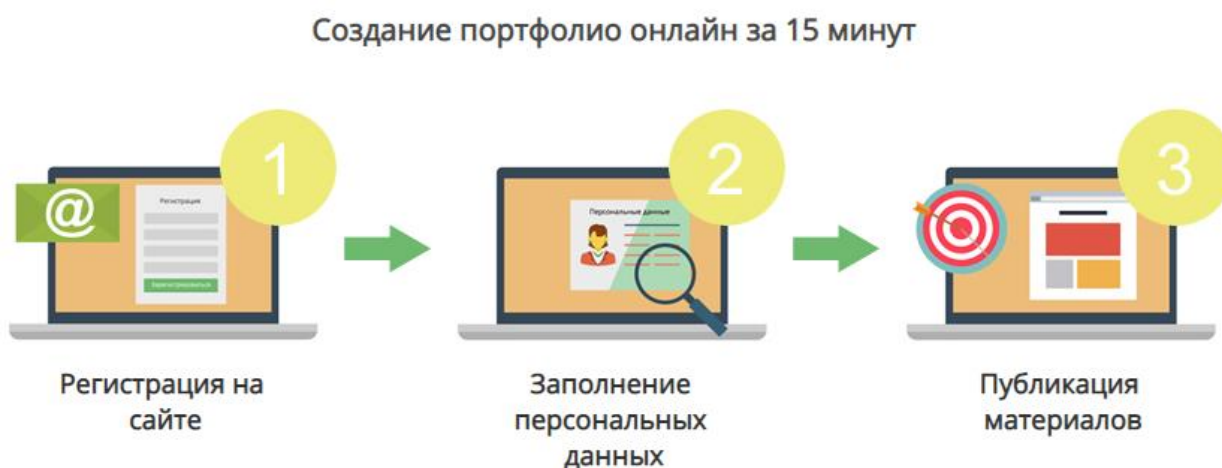 Создание портфолио онлайн за 15 минут
1
2
3
@
Регистрация
Зарегистрироваться
Персональные данные
Регистрация на
сайте
Заполнение
персональных
данных
Публикация
материалов